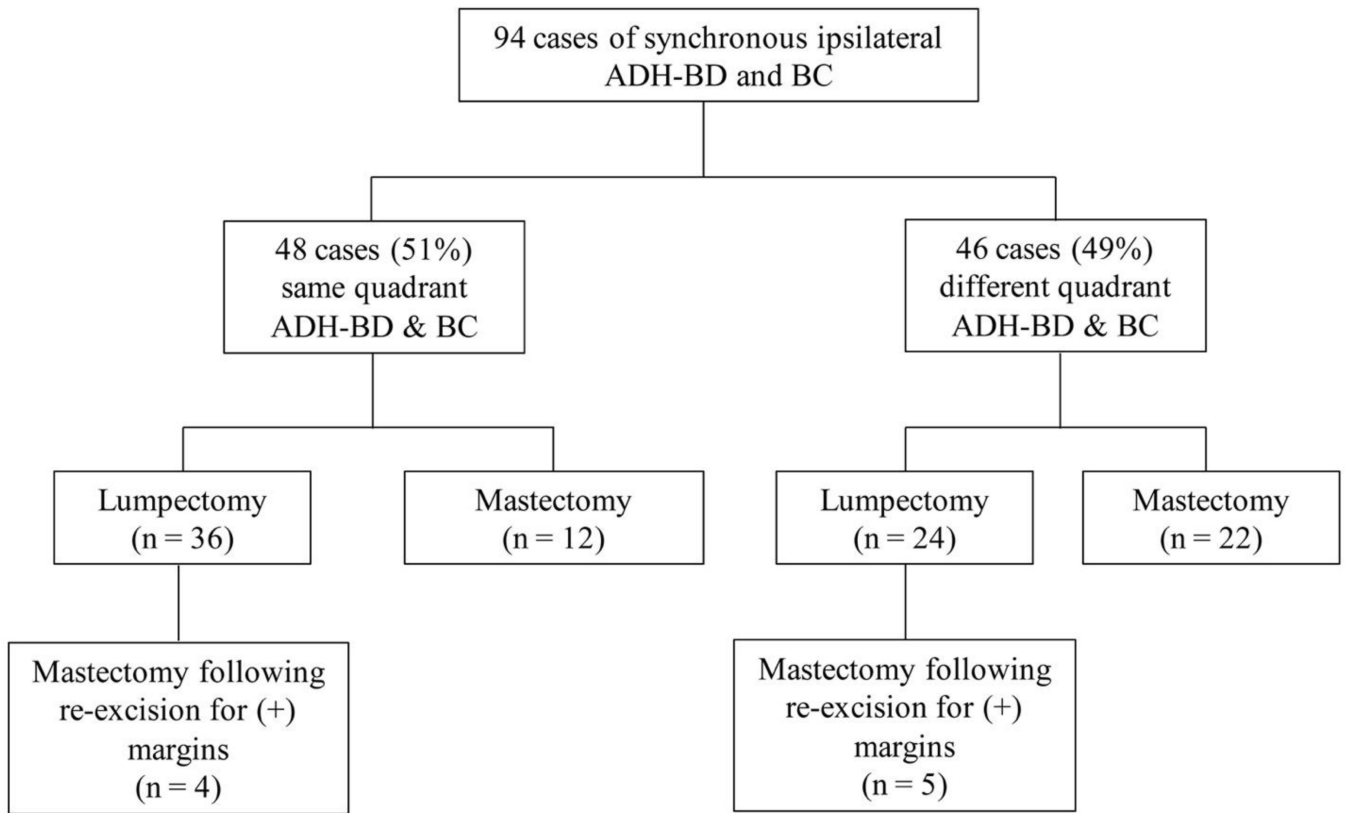 94 cases of synchronous ipsilateral
ADH-BD and BC
48 cases (51%)
same quadrant
ADH-BD & BC
46 cases (49%)
different quadrant
ADH-BD & BC
Lumpectomy
(n = 36)
Mastectomy
(n = 12)
Lumpectomy
(n = 24)
Mastectomy
(n = 22)
Mastectomy following
re-excision for (+)
margins
(n = 4)
Mastectomy following
re-excision for (+)
margins
(n = 5)